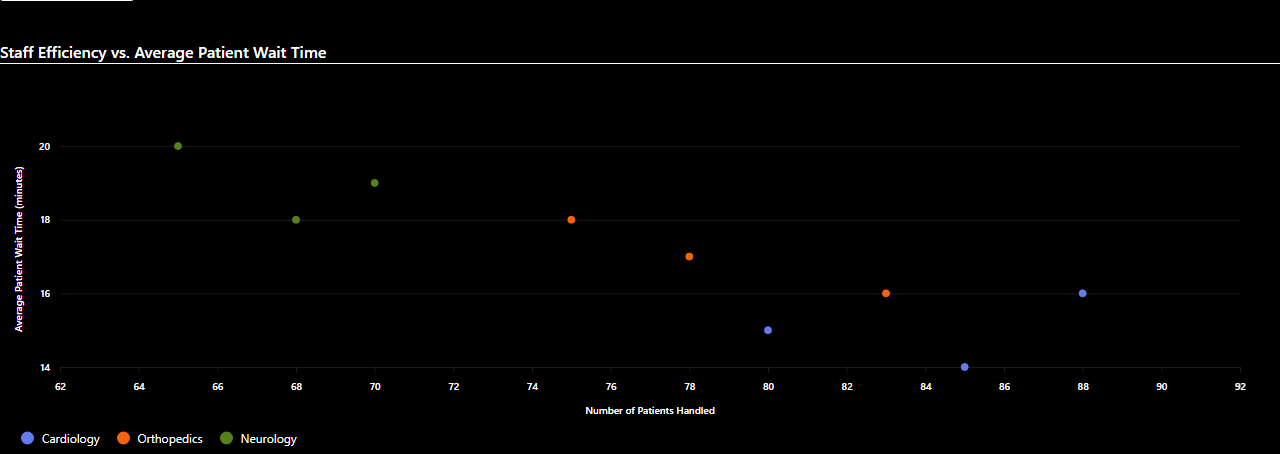 Staff Efficiency vs. Average Patient Wait Time
20
18
16
14
Average Patient Wait Time (minutes)
62 64 66 68 70 72 74 76 78 80 82 84 86 88 90 92
Number of Patients Handled
Cardiology Orthopedics Neurology